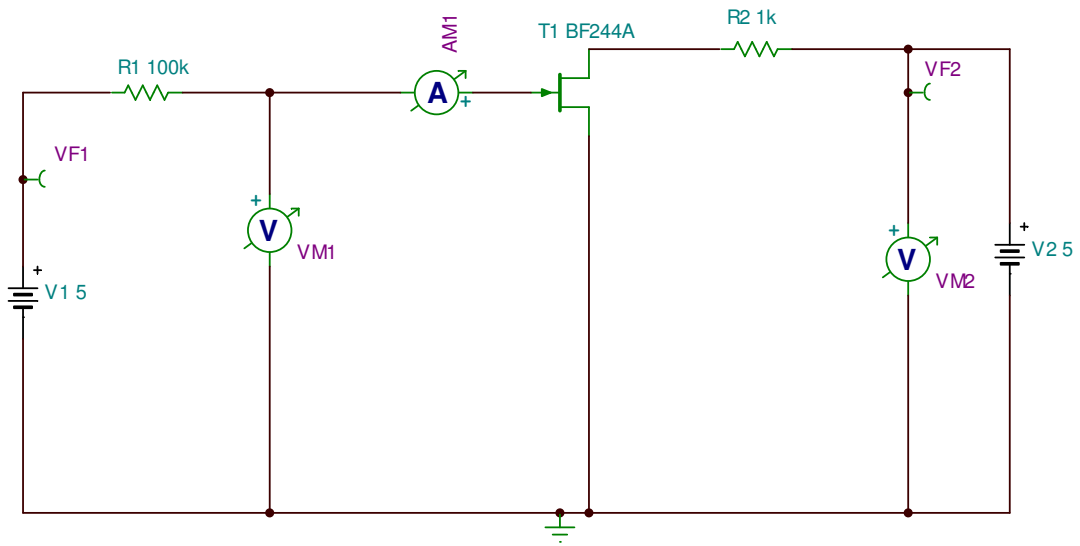 AM1
T1 BF244A
R2 1k
R1 100k
VF2
A
+
VF1
+
V
VM1
+
V
VM2
+
V2 5
+
V1 5